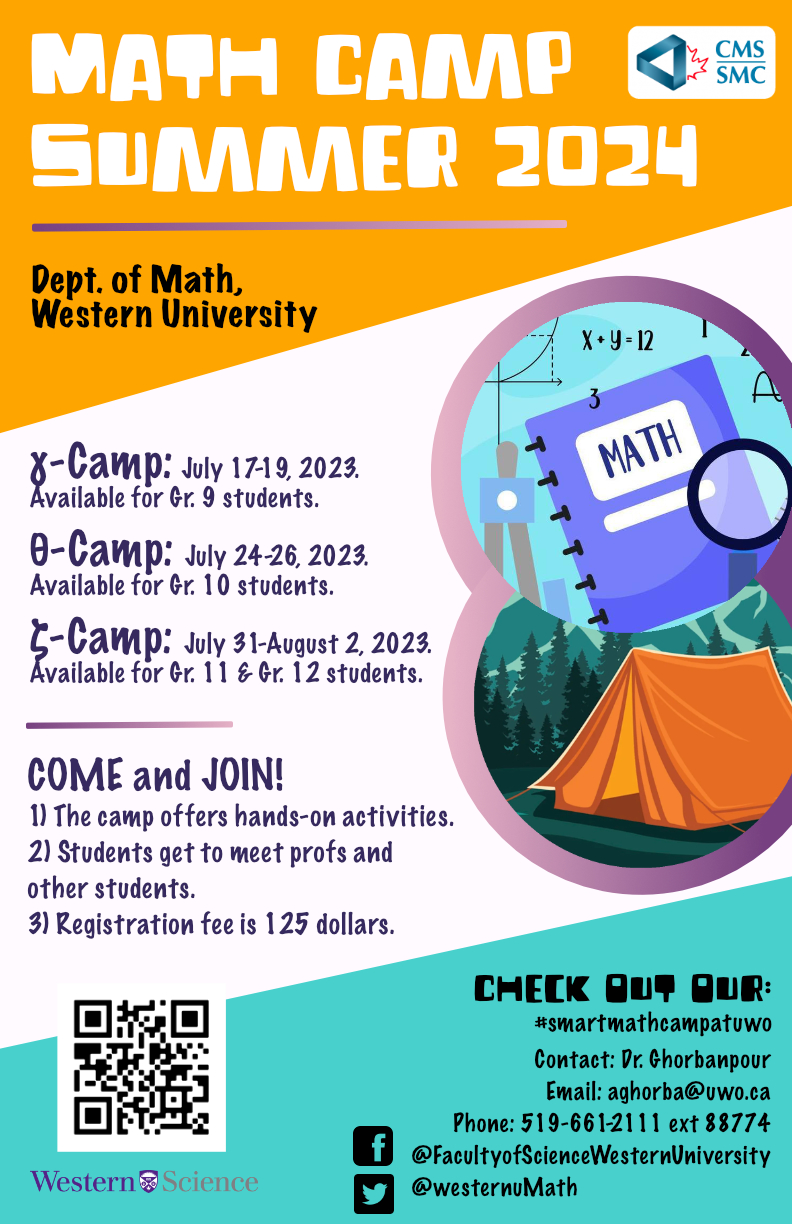 MATH CAMP
SUMMER 2024
CMS
SMC
Dept. of Math,
Western University
X + y = 12
1
2
3
A
MATH
γ-Camp: July 17-19, 2023.
Available for Gr. 9 students.
θ-Camp: July 24-26, 2023.
Available for Gr. 10 students.
ζ-Camp: July 31-August 2, 2023.
Available for Gr. 11 & Gr. 12 students.
COME and JOIN!
1) The camp offers hands-on activities.
2) Students get to meet profs and
other students.
3) Registration fee is 125 dollars.
CHECK OUT OUR:
#smartmathcampatuwo
Contact: Dr. Ghorbanpour
Email: aghorba@uwo.ca
Phone: 519-661-2111 ext 88774
f @FacultyofScienceWesternUniversity
@westernuMath
Western Science